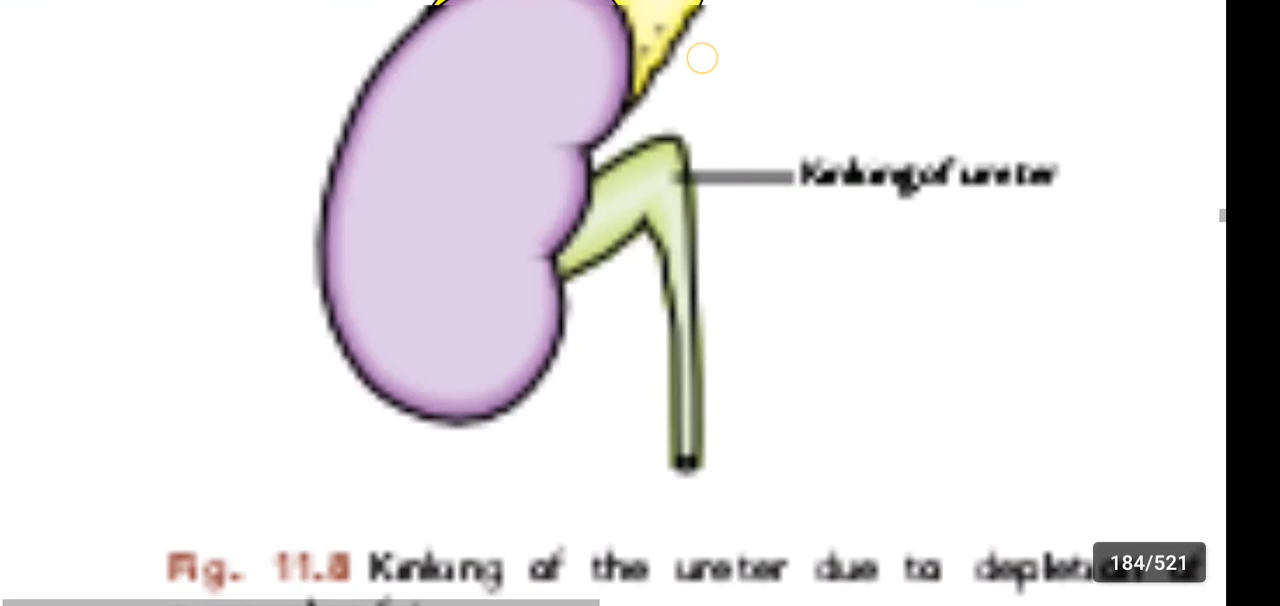 Kinking of ureter
Fig. 11.8 Kinking of the ureter due to depletion of
184/521